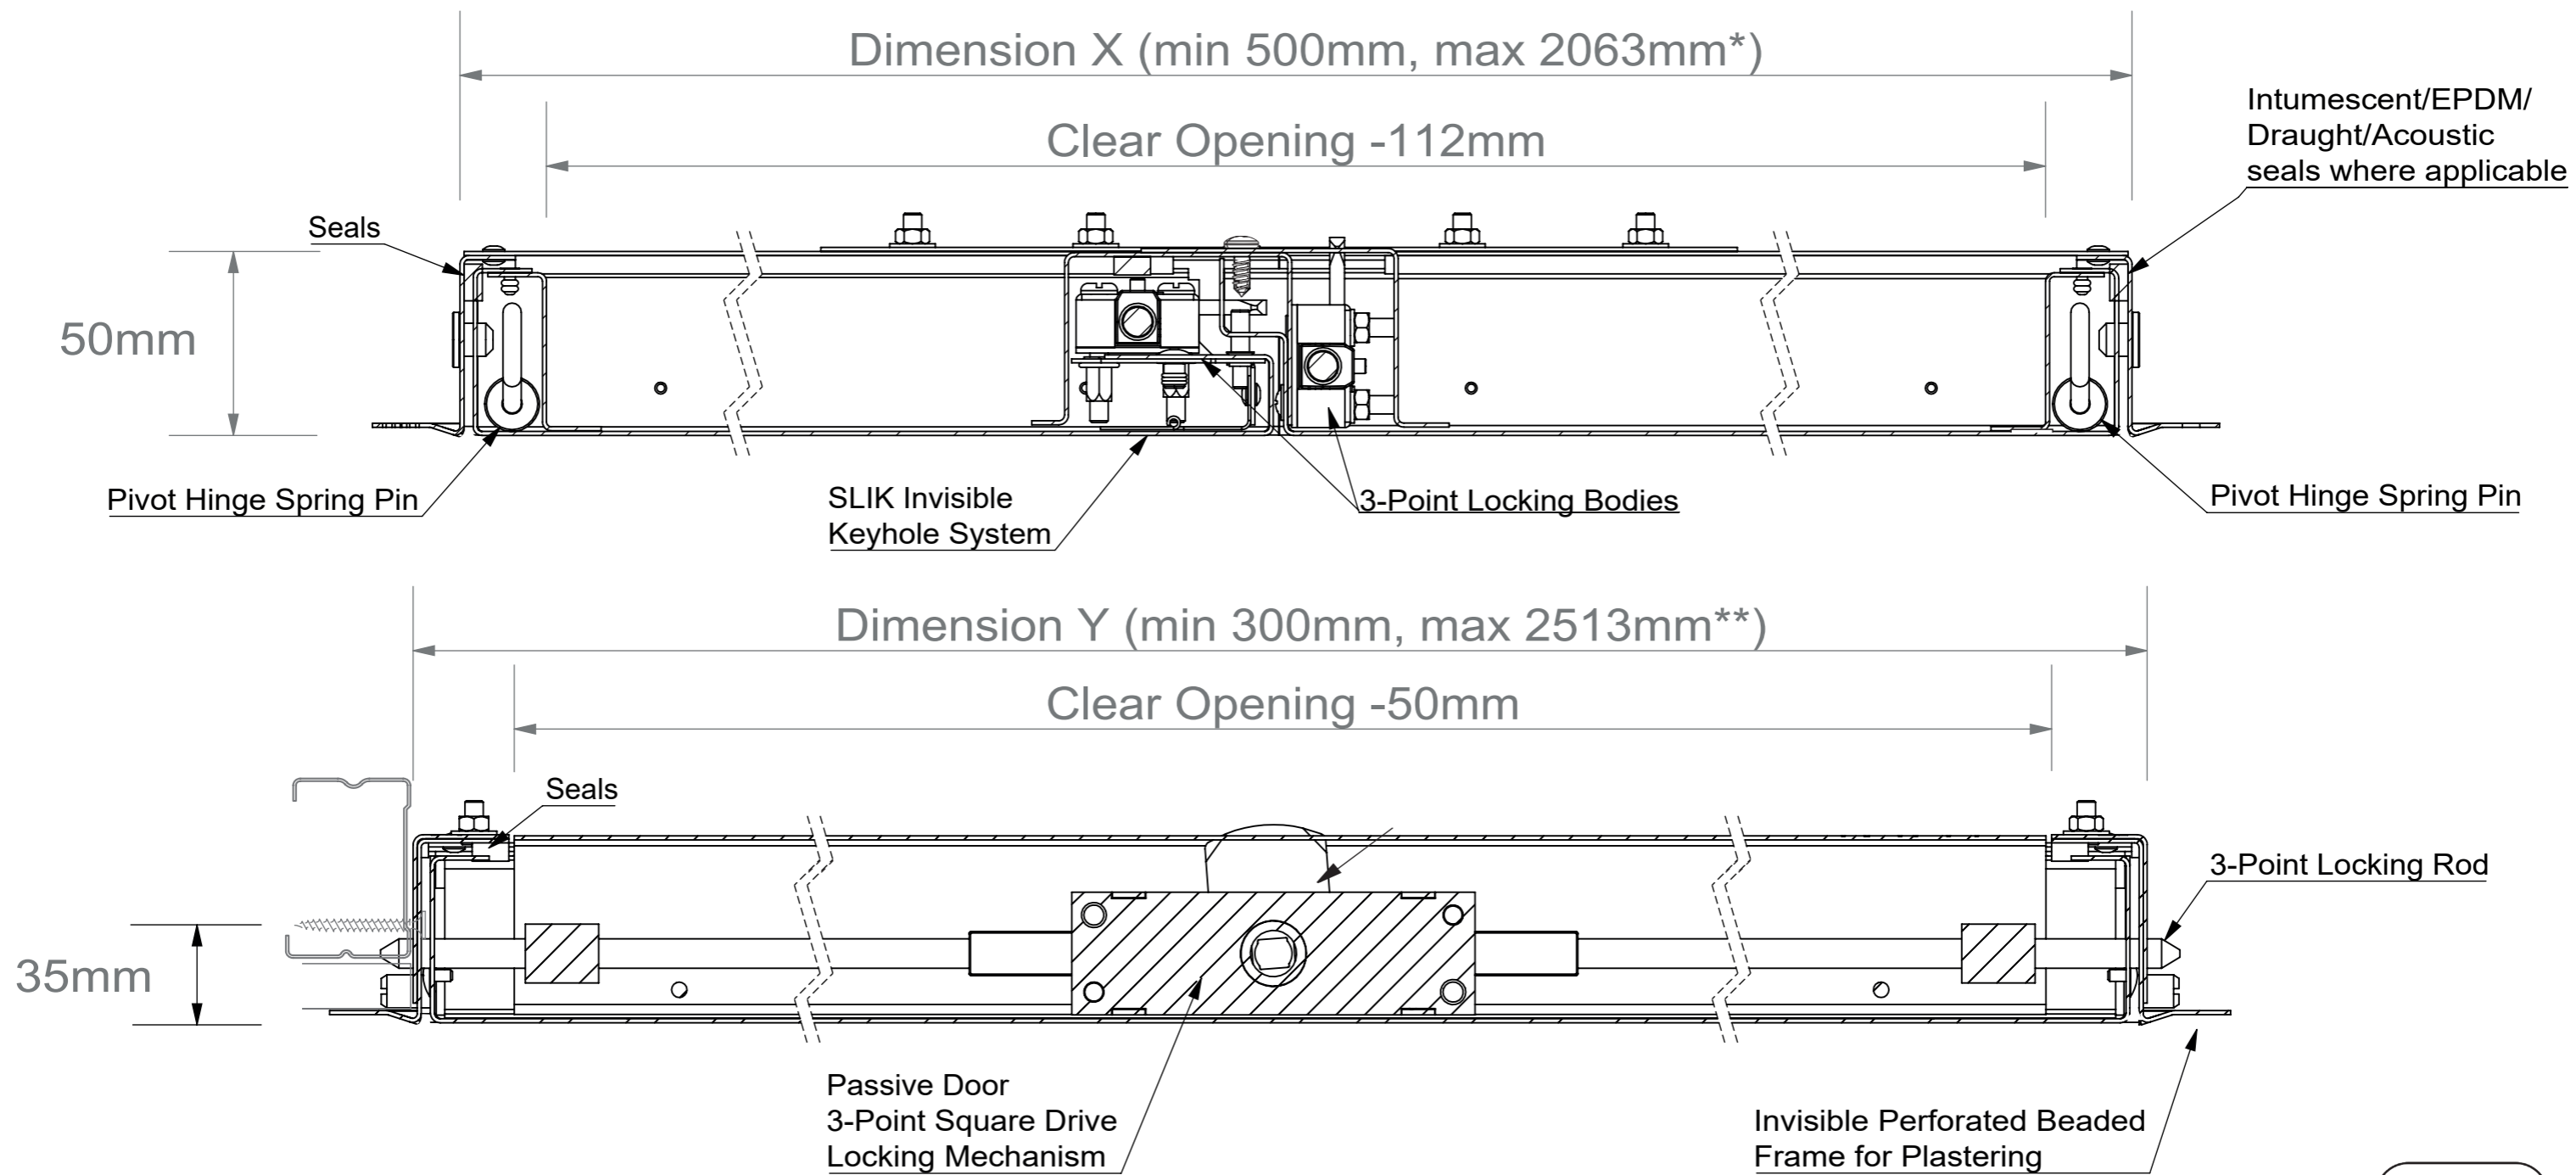 Dimension X (min 500mm, max 2063mm*)
Clear Opening -112mm
Intumescent/EPDM/
Draught/Acoustic
seals where applicable
Seals
50mm
Pivot Hinge Spring Pin
SLIK Invisible
Keyhole System
3-Point Locking Bodies
Pivot Hinge Spring Pin
Dimension Y (min 300mm, max 2513mm**)
Clear Opening -50mm
Seals
3-Point Locking Rod
35mm
Passive Door
3-Point Square Drive
Locking Mechanism
Invisible Perforated Beaded
Frame for Plastering